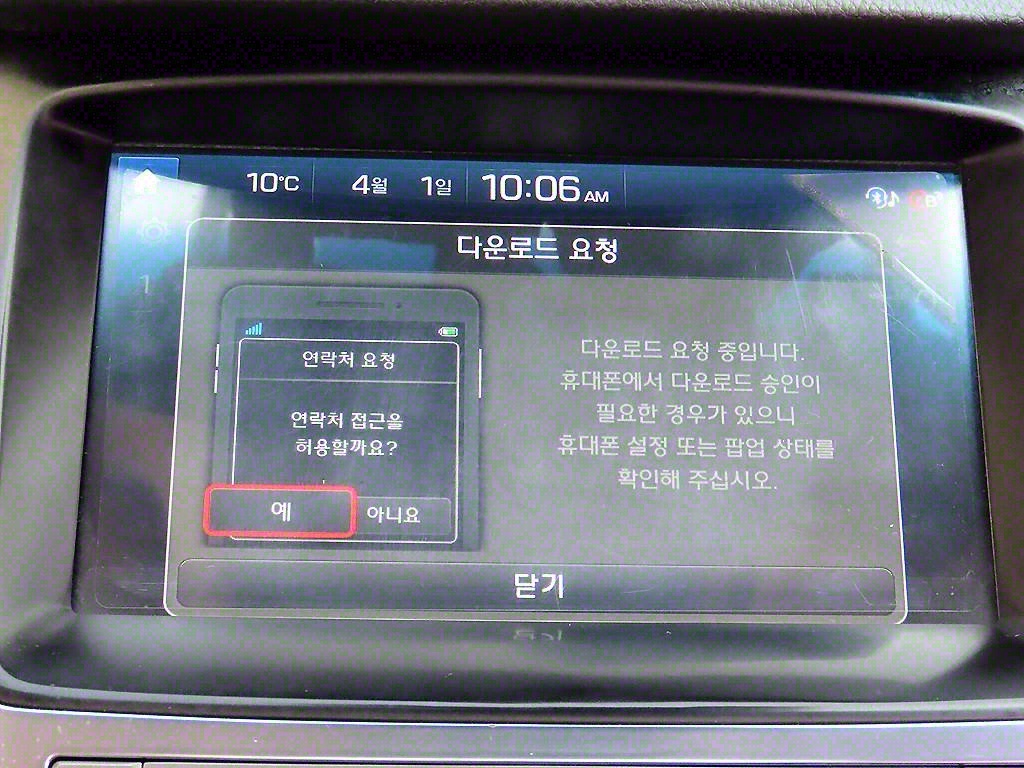 10°C 4월 1일 10:06 AM
다운로드 요청
1
연락처 요청
연락처 접근을
허용할까요?
예 아니요
다운로드 요청 중입니다.
휴대폰에서 다운로드 승인이
필요한 경우가 있으니
휴대폰 설정 또는 팝업 상태를
확인해 주십시오.
닫기